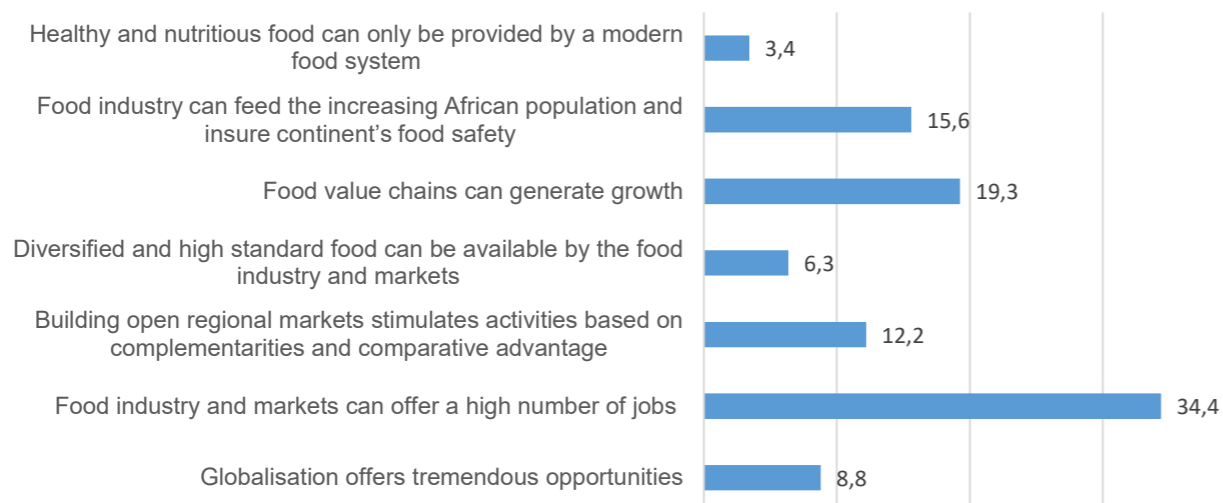 Healthy and nutritious food can only be provided by a modern
food system
3,4
Food industry can feed the increasing African population and
insure continent's food safety
15,6
Food value chains can generate growth
19,3
Diversified and high standard food can be available by the food
industry and markets
6,3
Building open regional markets stimulates activities based on
complementarities and comparative advantage
12,2
Food industry and markets can offer a high number of jobs
34,4
Globalisation offers tremendous opportunities
8,8